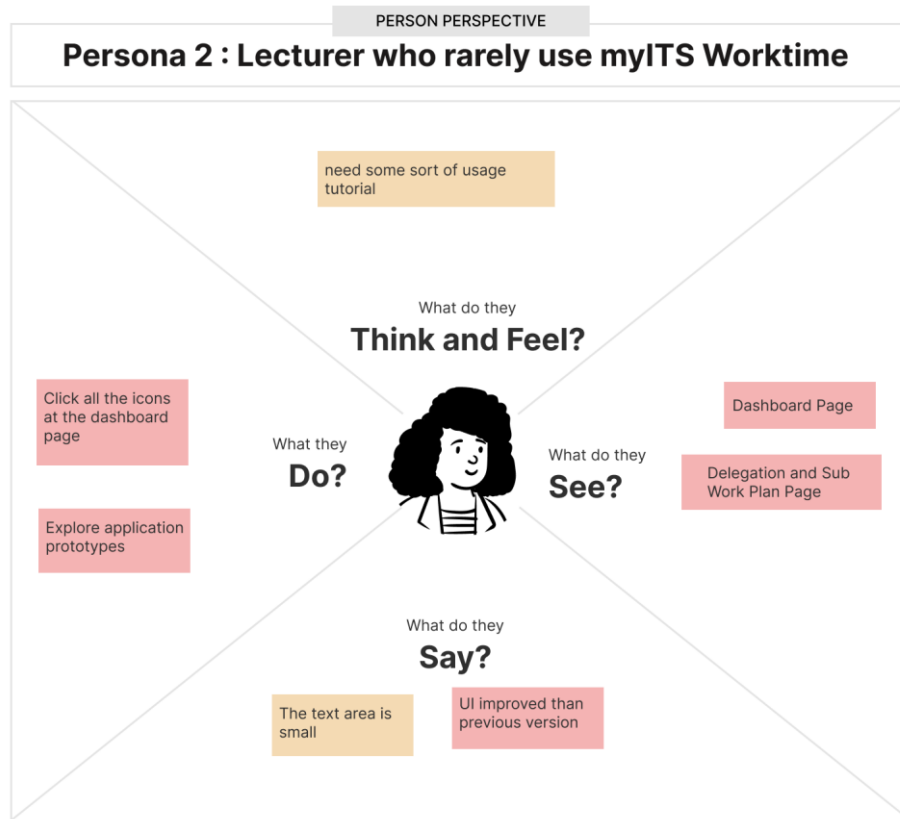 PERSON PERSPECTIVE
Persona 2 : Lecturer who rarely use myITS Worktime
need some sort of usage
tutorial
What do they
Think and Feel?
Click all the icons
at the dashboard
page
Explore application
prototypes
What they
Do?
What do they
See?
Dashboard Page
Delegation and Sub
Work Plan Page
What do they
Say?
The text area is
small
UI improved than
previous version